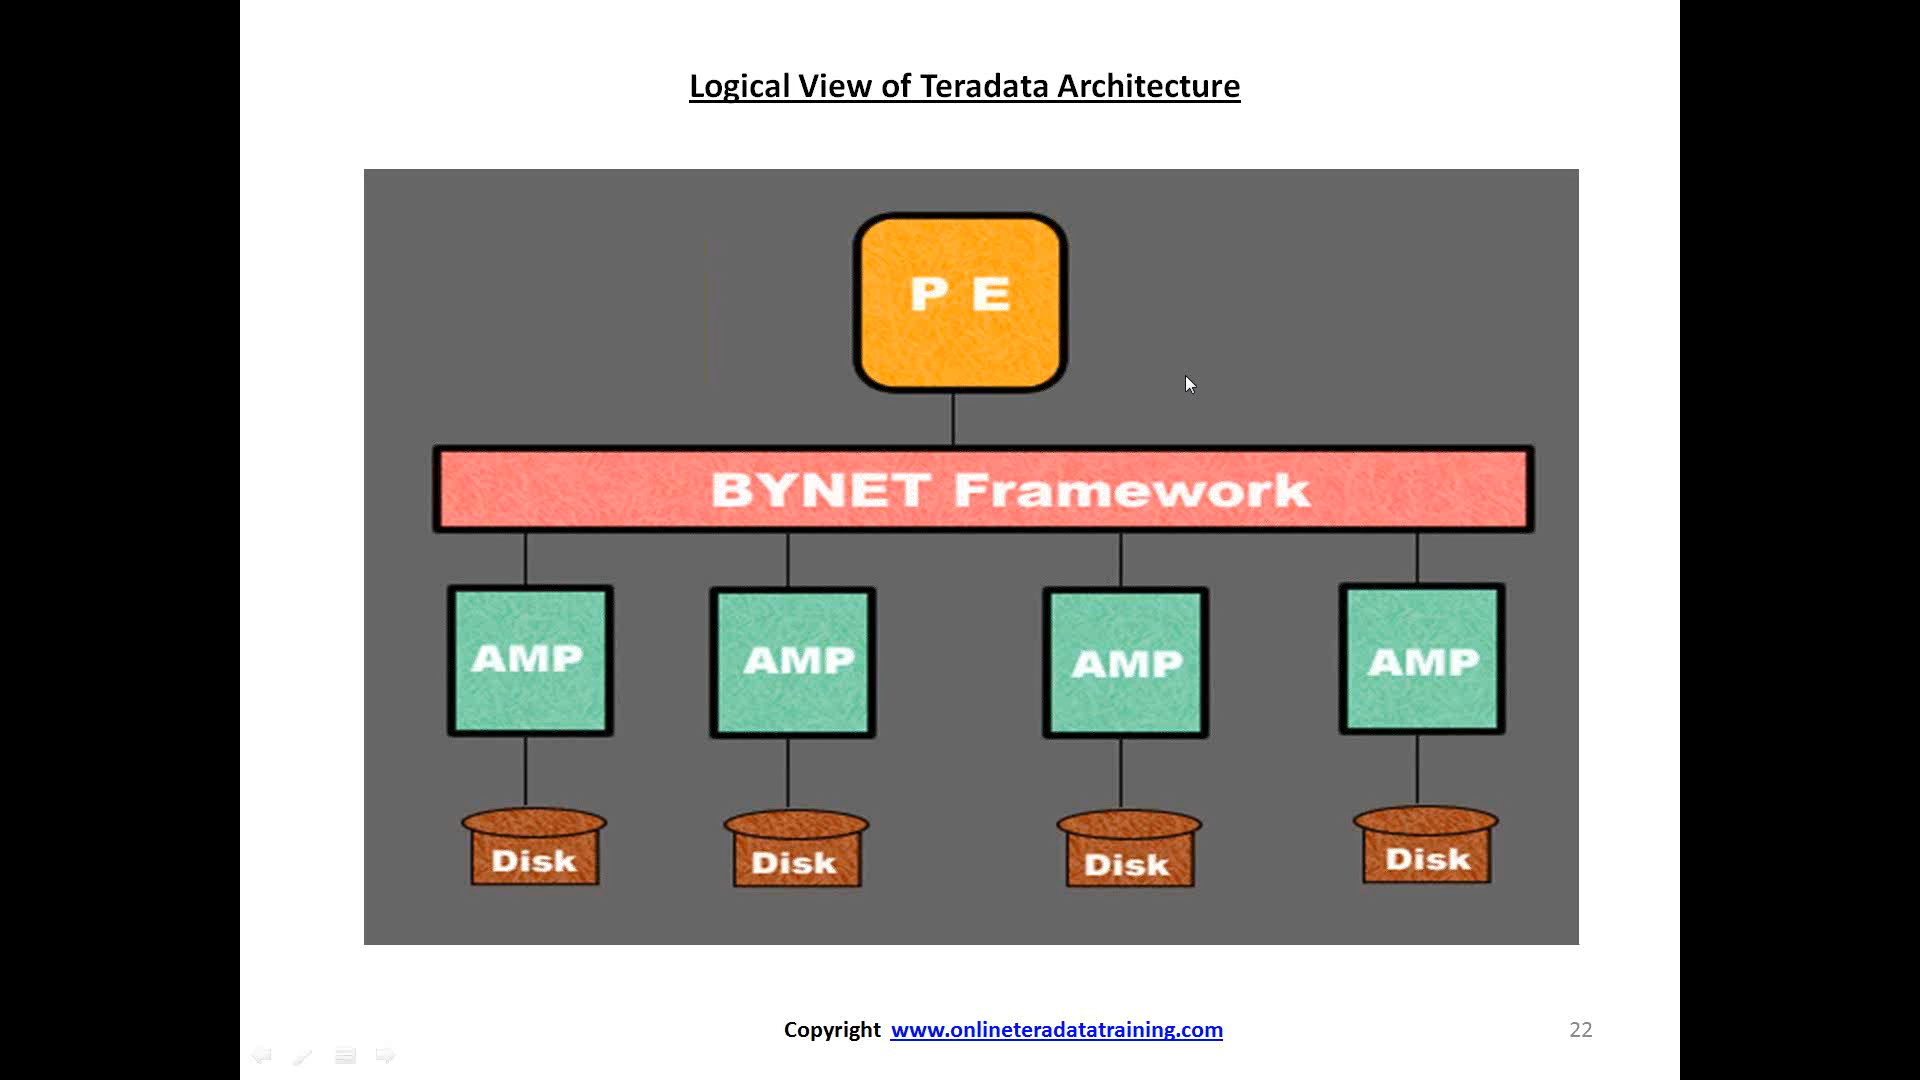 Logical View of Teradata Architecture
P E
BYNET Framework
AMP AMP AMP AMP
Disk Disk Disk Disk
Copyright www.onlineteradatatraining.com 22